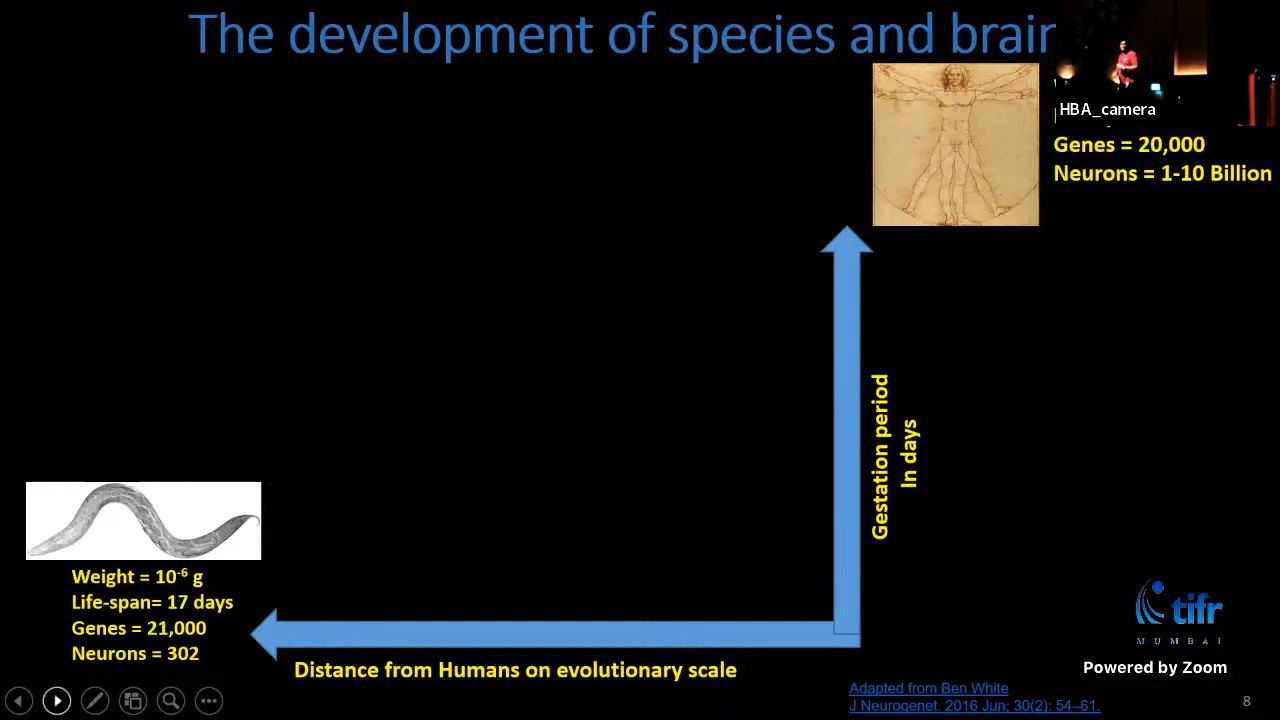 The development of species and brain
HBA_camera
Genes = 20,000
Neurons = 1-10 Billion
Gestation period
In days
Weight = 10⁻⁶ g
Life-span= 17 days
Genes = 21,000
Neurons = 302
Distance from Humans on evolutionary scale
tifr
MUMBAI
Powered by Zoom
Adapted from Ben White
J Neurogenet. 2016 Jun; 30(2): 54–61.
8